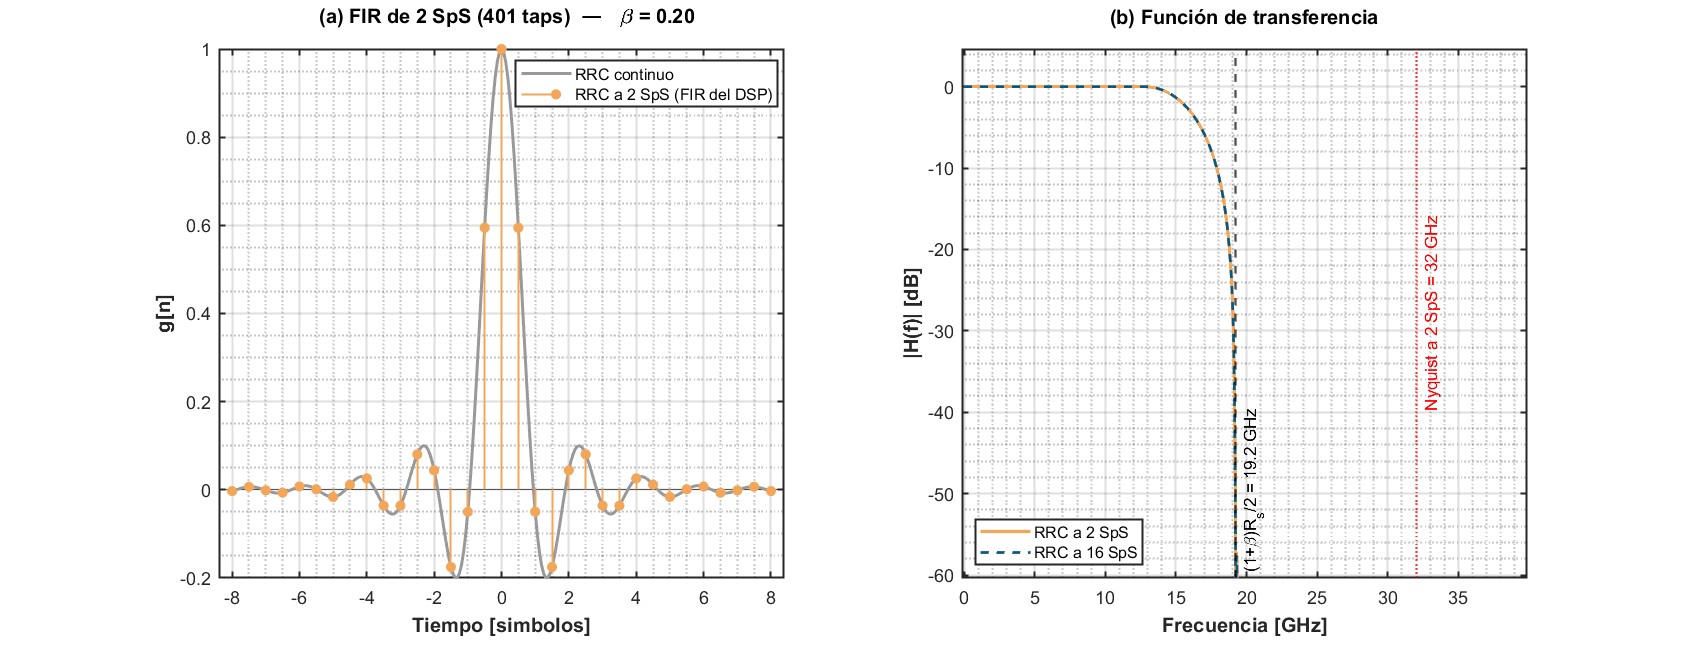 (a) FIR de 2 SpS (401 taps) — β = 0.20
1
0.8
0.6
0.4
0.2
0
-0.2
g[n]
RRC continuo
RRC a 2 SpS (FIR del DSP)
-8 -6 -4 -2 0 2 4 6 8
Tiempo [simbolos]
(b) Función de transferencia
0
-10
-20
-30
-40
-50
-60
|H(f)| [dB]
(1+β)Rs/2 = 19.2 GHz
Nyquist a 2 SpS = 32 GHz
RRC a 2 SpS
RRC a 16 SpS
0 5 10 15 20 25 30 35
Frecuencia [GHz]